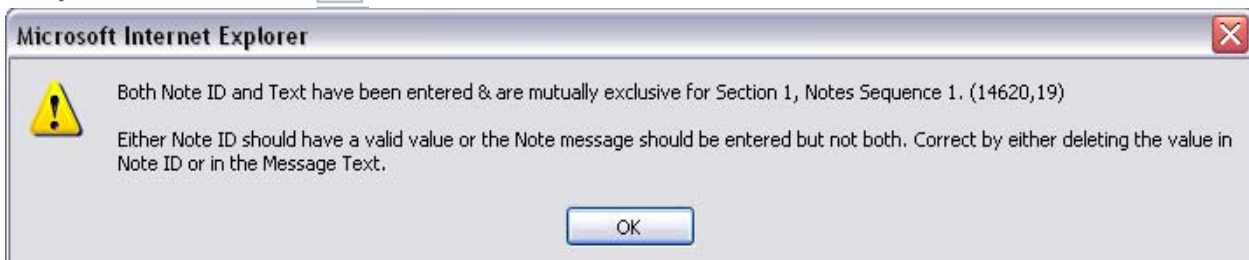 Microsoft Internet Explorer
Both Note ID and Text have been entered & are mutually exclusive for Section 1, Notes Sequence 1. (14620,19)
Either Note ID should have a valid value or the Note message should be entered but not both. Correct by either deleting the value in
Note ID or in the Message Text.
OK